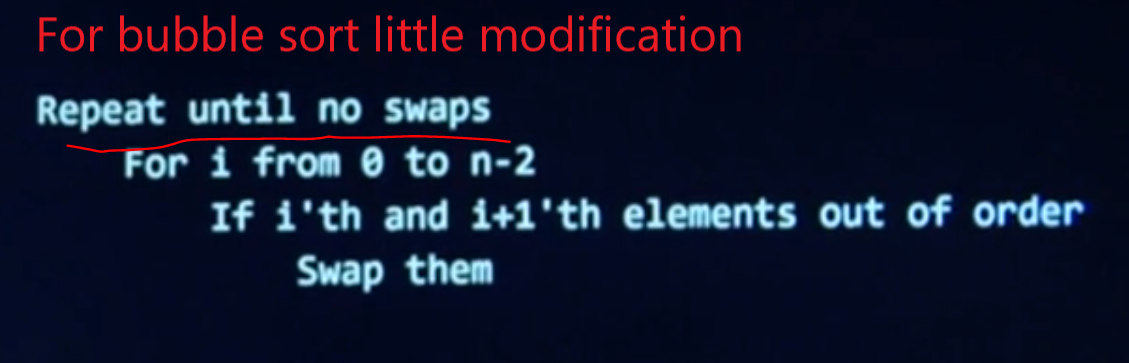 For bubble sort little modification
Repeat until no swaps
For i from 0 to n-2
If i'th and i+1'th elements out of order
Swap them